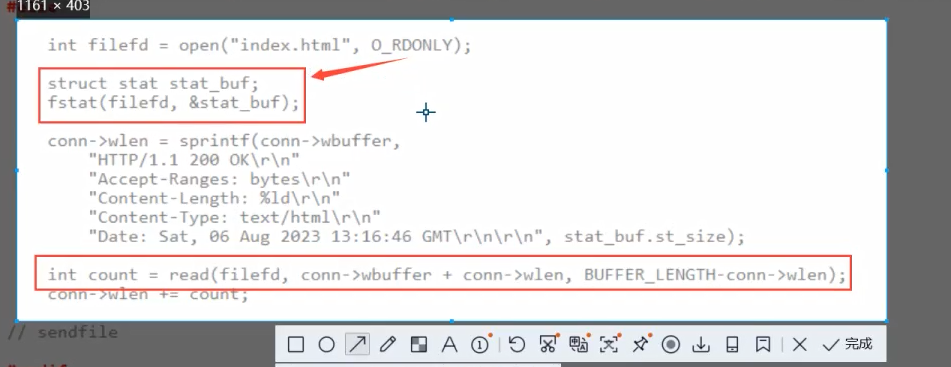 1161 × 403
int filefd = open("index.html", O_RDONLY);
struct stat stat_buf;
fstat(filefd, &stat_buf);
conn->wlen = sprintf(conn->wbuffer,
"HTTP/1.1 200 OK\r\n"
"Accept-Ranges: bytes\r\n"
"Content-Length: %ld\r\n"
"Content-Type: text/html\r\n"
"Date: Sat, 06 Aug 2023 13:16:46 GMT\r\n\r\n", stat_buf.st_size);
int count = read(filefd, conn->wbuffer + conn->wlen, BUFFER_LENGTH-conn->wlen);
conn->wlen += count;
// sendfile
A 1 完成